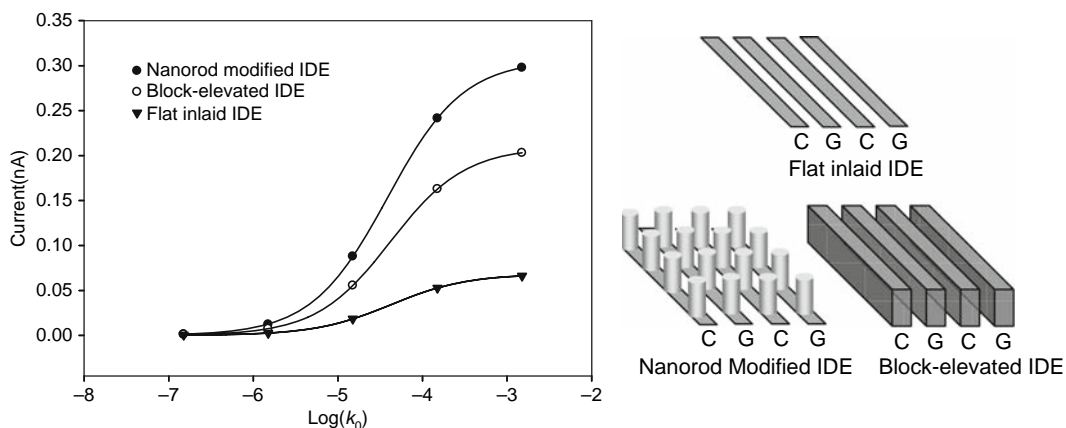 0.35
0.30
0.25
0.20
0.15
0.10
0.05
0.00
Current(nA)
Nanorod modified IDE
Block-elevated IDE
Flat inlaid IDE
−8 −7 −6 −5 −4 −3 −2
Log(k0)
C G C G
Flat inlaid IDE
C G C G
Nanorod Modified IDE
C G C G
Block-elevated IDE